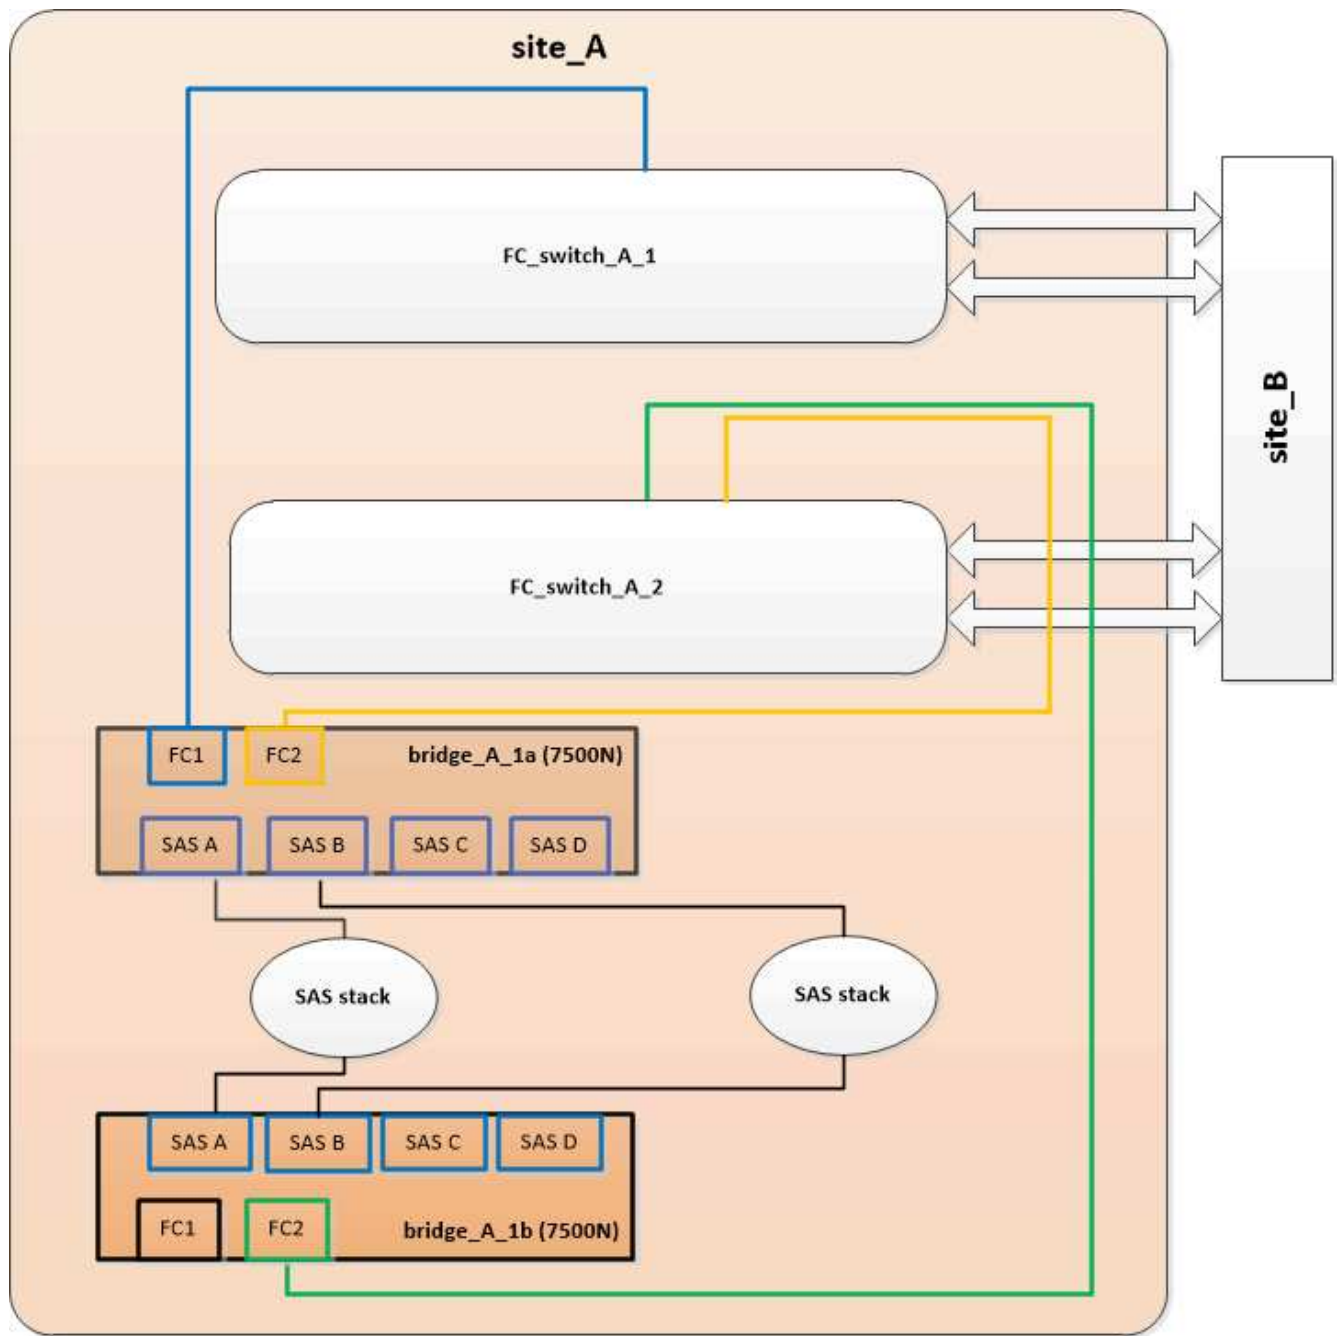 site_A
FC_switch_A_1
site_B
FC_switch_A_2
FC1
FC2
bridge_A_1a (7500N)
SAS A
SAS B
SAS C
SAS D
SAS stack
SAS stack
SAS A
SAS B
SAS C
SAS D
FC1
FC2
bridge_A_1b (7500N)